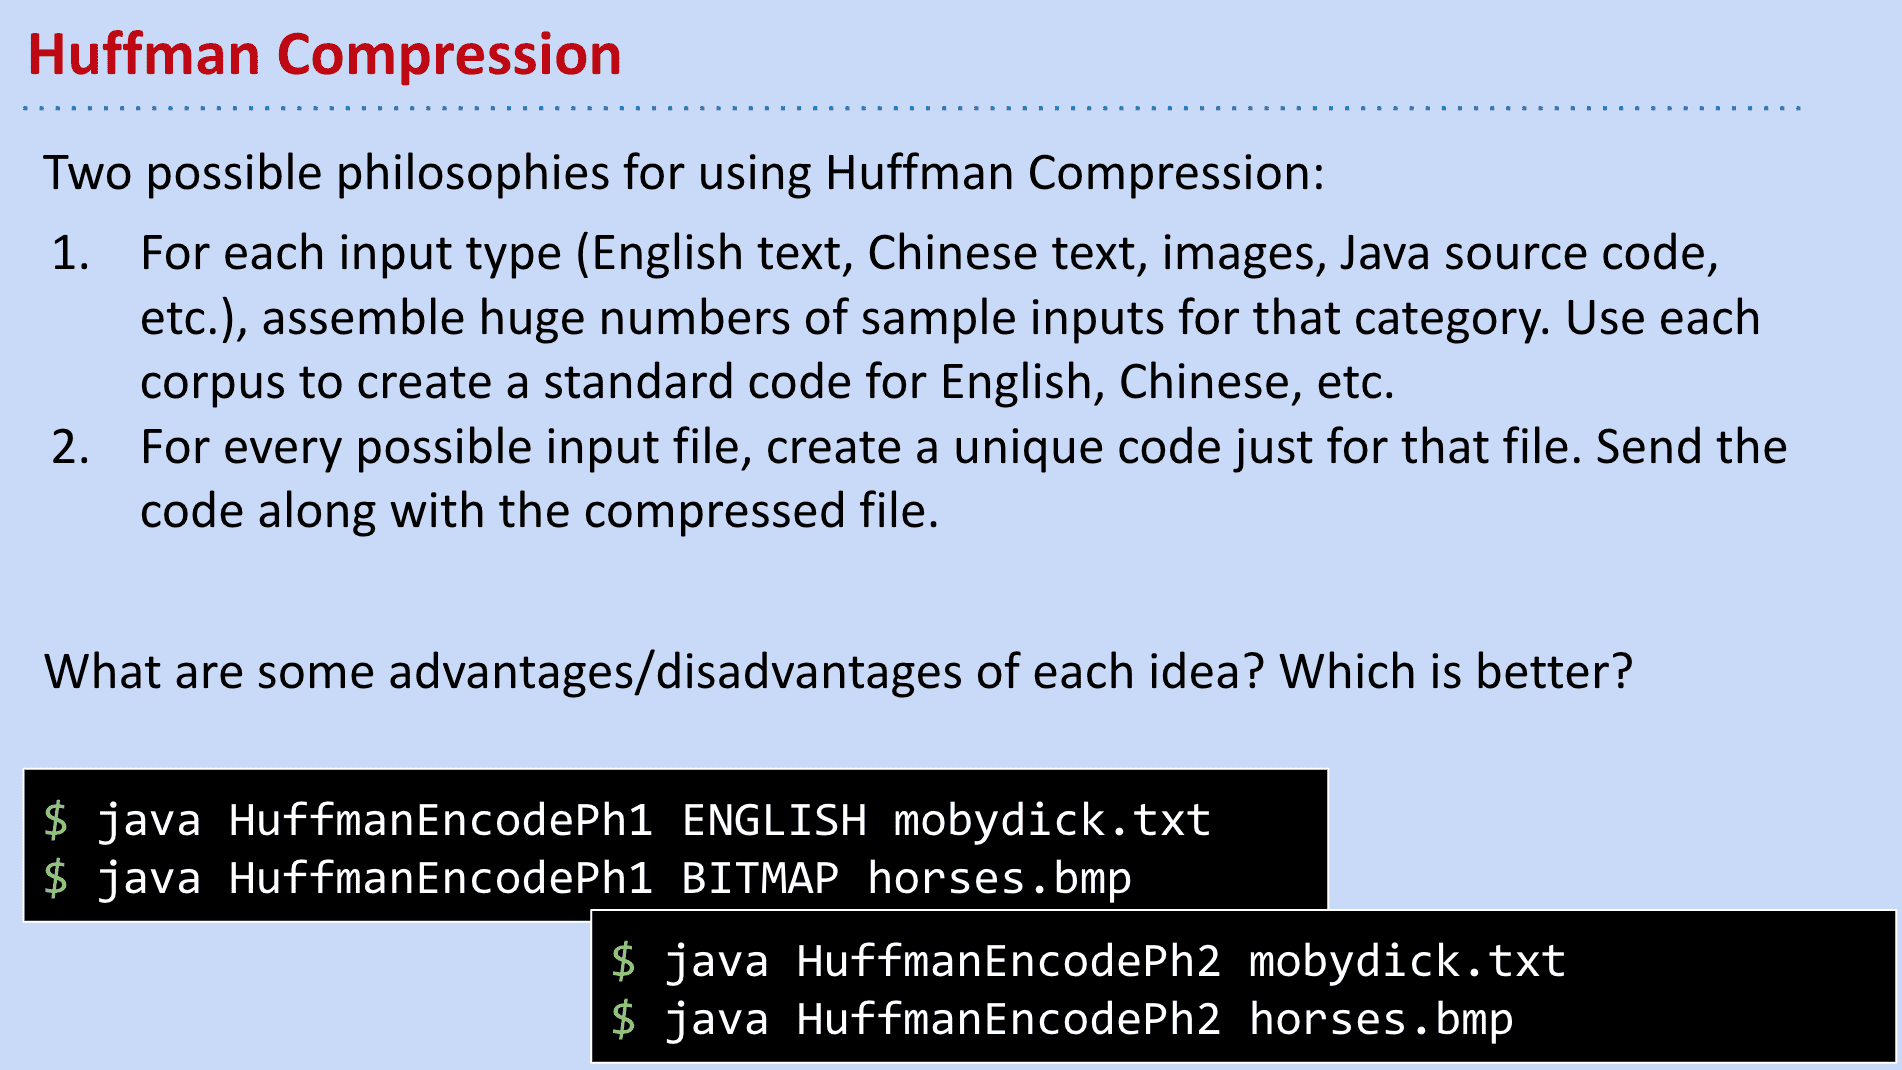 Huffman Compression
Two possible philosophies for using Huffman Compression:
1. For each input type (English text, Chinese text, images, Java source code,
etc.), assemble huge numbers of sample inputs for that category. Use each
corpus to create a standard code for English, Chinese, etc.
2. For every possible input file, create a unique code just for that file. Send the
code along with the compressed file.
What are some advantages/disadvantages of each idea? Which is better?
$ java HuffmanEncodePh1 ENGLISH mobydick.txt
$ java HuffmanEncodePh1 BITMAP horses.bmp
$ java HuffmanEncodePh2 mobydick.txt
$ java HuffmanEncodePh2 horses.bmp